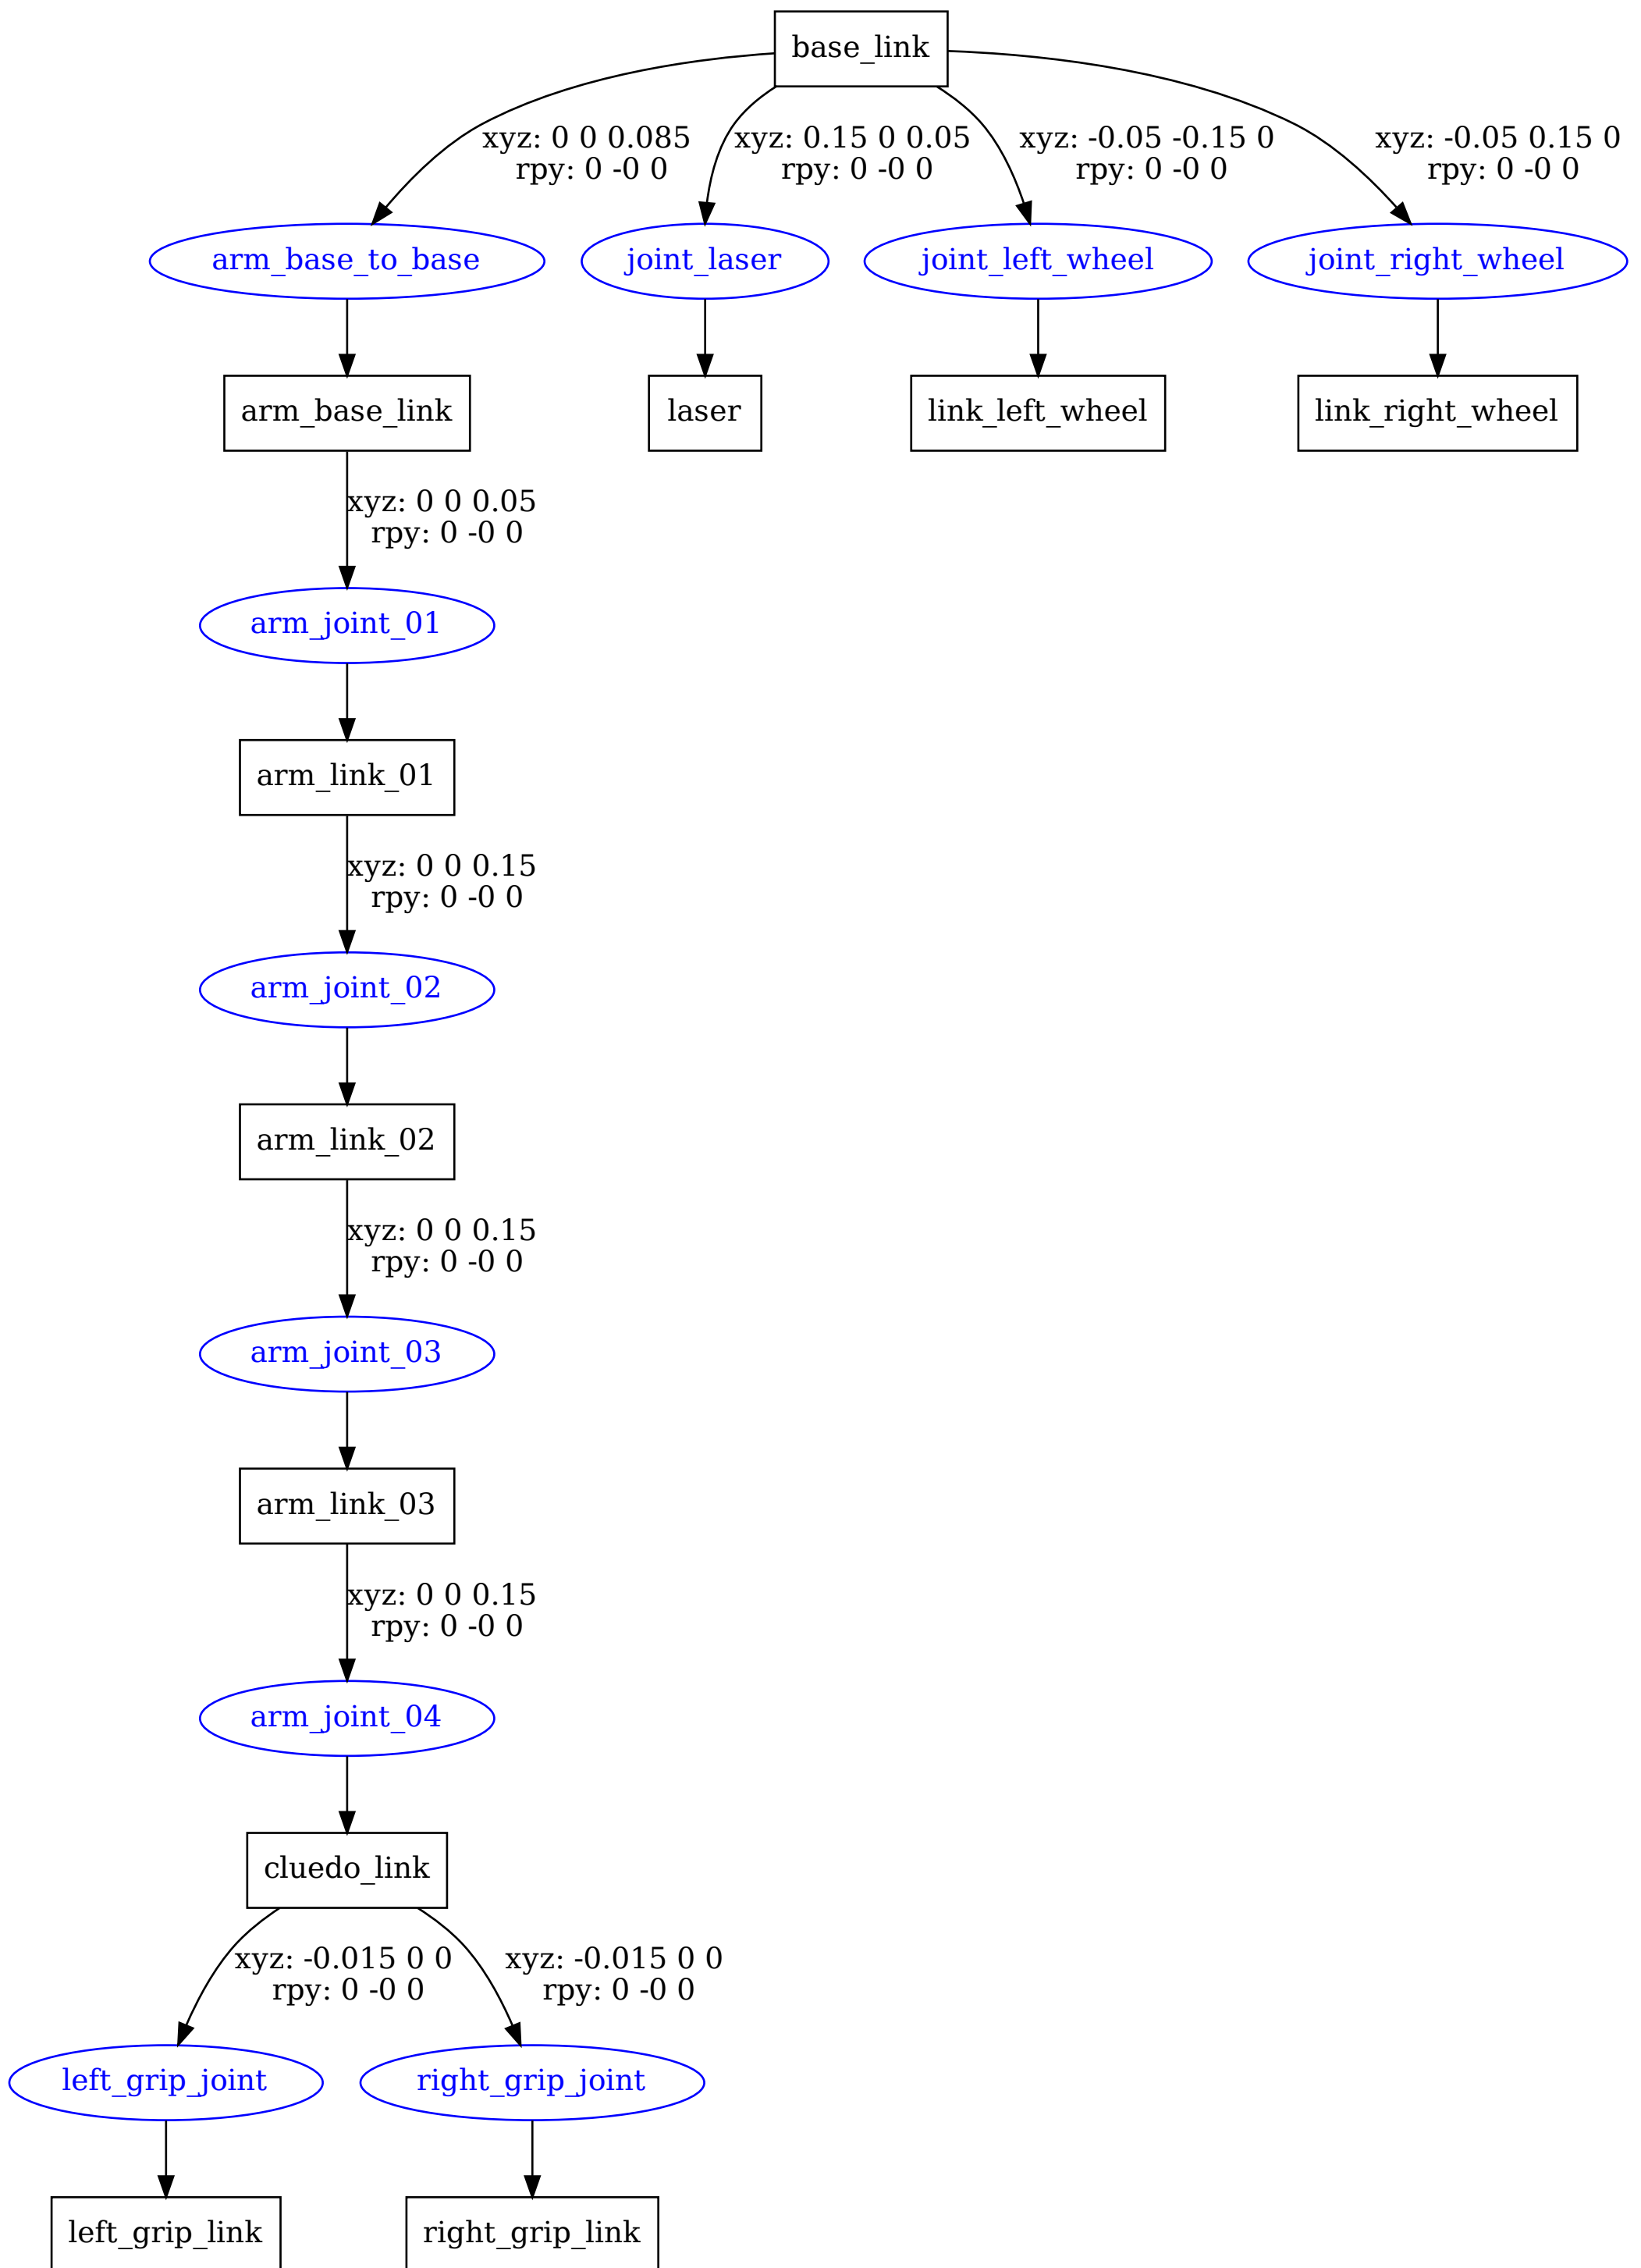 base_link
xyz: 0 0 0.085
rpy: 0 -0 0
xyz: 0.15 0 0.05
rpy: 0 -0 0
xyz: -0.05 -0.15 0
rpy: 0 -0 0
xyz: -0.05 0.15 0
rpy: 0 -0 0
arm_base_to_base
joint_laser
joint_left_wheel
joint_right_wheel
arm_base_link
laser
link_left_wheel
link_right_wheel
xyz: 0 0 0.05
rpy: 0 -0 0
arm_joint_01
arm_link_01
xyz: 0 0 0.15
rpy: 0 -0 0
arm_joint_02
arm_link_02
xyz: 0 0 0.15
rpy: 0 -0 0
arm_joint_03
arm_link_03
xyz: 0 0 0.15
rpy: 0 -0 0
arm_joint_04
cluedo_link
xyz: -0.015 0 0
rpy: 0 -0 0
xyz: -0.015 0 0
rpy: 0 -0 0
left_grip_joint
right_grip_joint
left_grip_link
right_grip_link